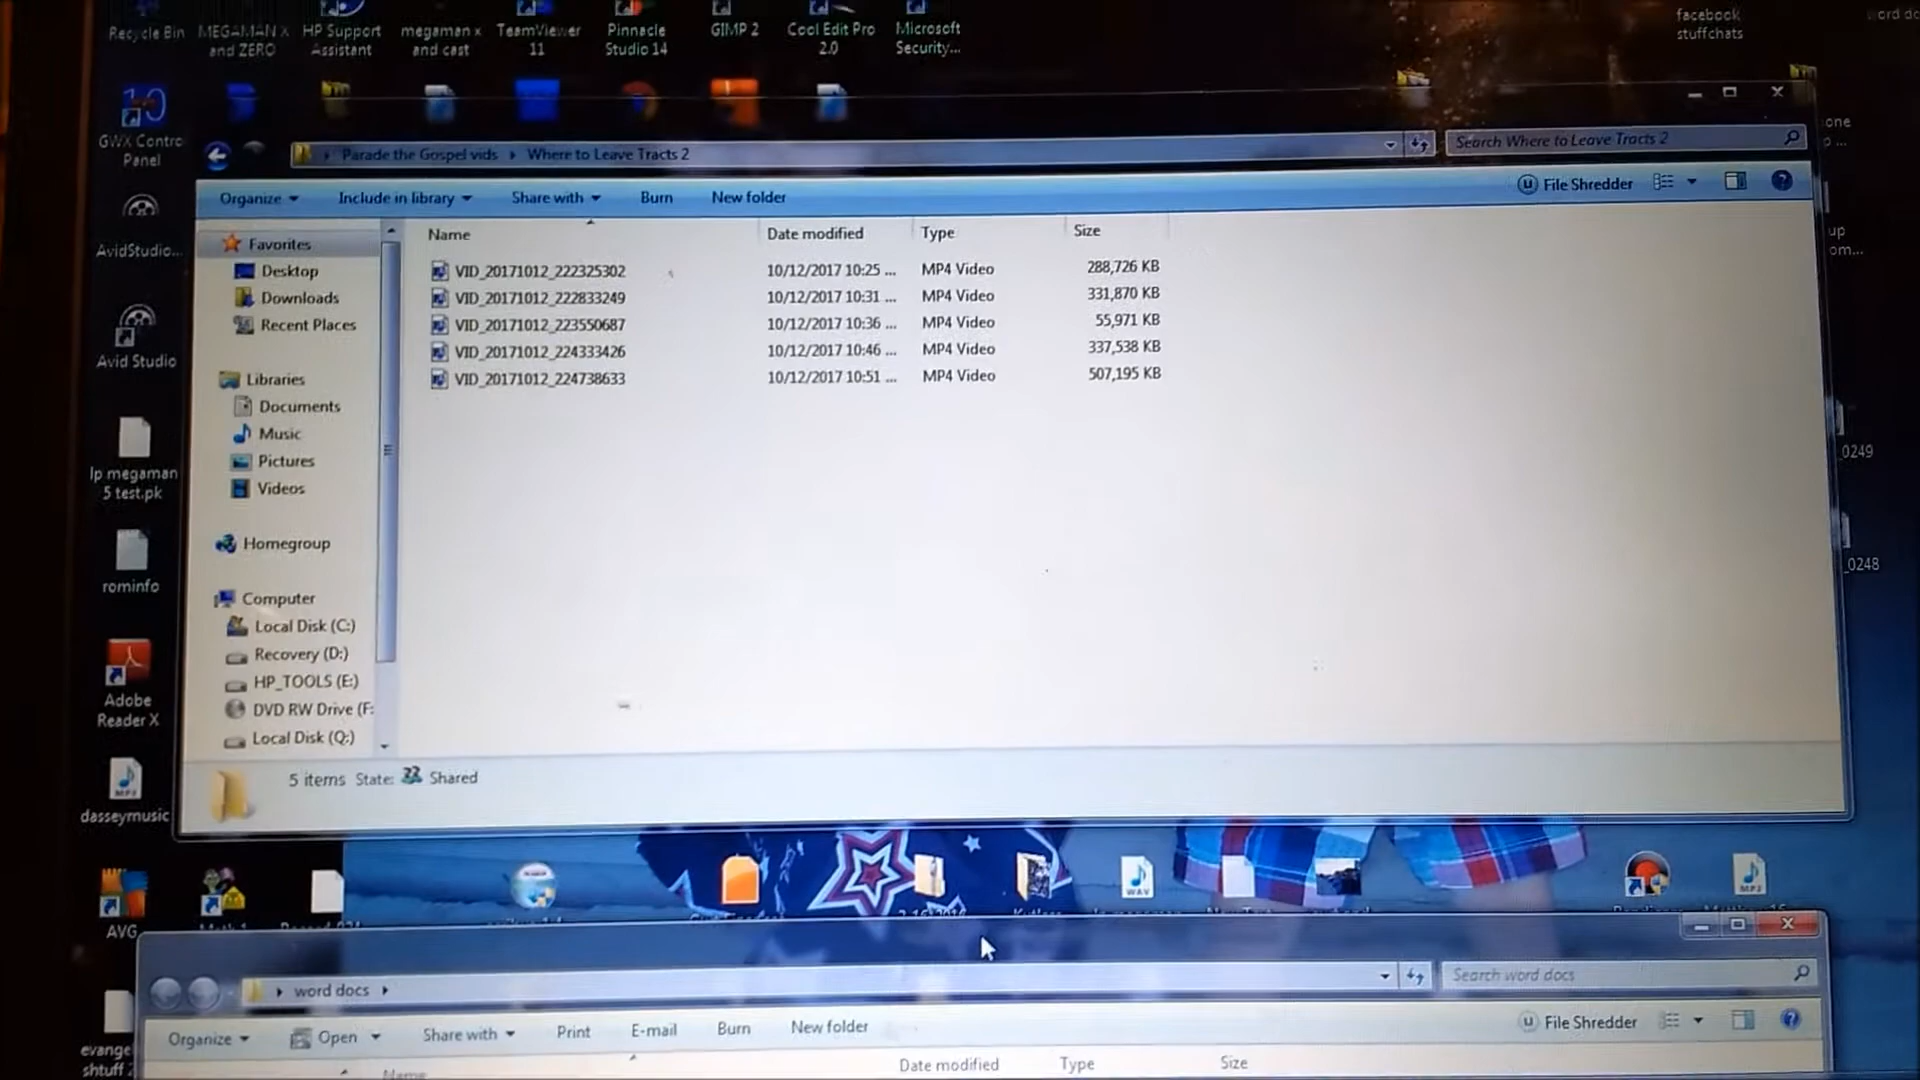 Recycle Bin
MEGAMAN X
and ZERO
HP Support
Assistant
megaman x
and cast
TeamViewer
11
Pinnacle
Studio 14
GIMP 2
Cool Edit Pro
2.0
Microsoft
Security...
facebook
stuffchats
word do
GWX Contro
Panel
Parade the Gospel vids
Where to Leave Tracts 2
Search Where to Leave Tracts 2
one
Organize
Include in library
Share with
Burn
New folder
File Shredder
Name
Date modified
Type
Size
VID_20171012_222325302 10/12/2017 10:25 ... MP4 Video 288,726 KB
VID_20171012_222833249 10/12/2017 10:31 ... MP4 Video 331,870 KB
VID_20171012_223550687 10/12/2017 10:36 ... MP4 Video 55,971 KB
VID_20171012_224333426 10/12/2017 10:46 ... MP4 Video 337,538 KB
VID_20171012_224738633 10/12/2017 10:51 ... MP4 Video 507,195 KB
Favorites
Desktop
Downloads
Recent Places
Libraries
Documents
Music
Pictures
Videos
Homegroup
Computer
Local Disk (C:)
Recovery (D:)
HP_TOOLS (E:)
DVD RW Drive (F:
Local Disk (Q:)
5 items State: Shared
AvidStudio...
Avid Studio
lp megaman
5 test.pk
rominfo
Adobe
Reader X
dasseymusic
AVG
up
om...
_0249
_0248
WAV
MP3
word docs
Search word docs
Organize
Open
Share with
Print
E-mail
Burn
New folder
File Shredder
evange
shtuff 2
Name
Date modified
Type
Size